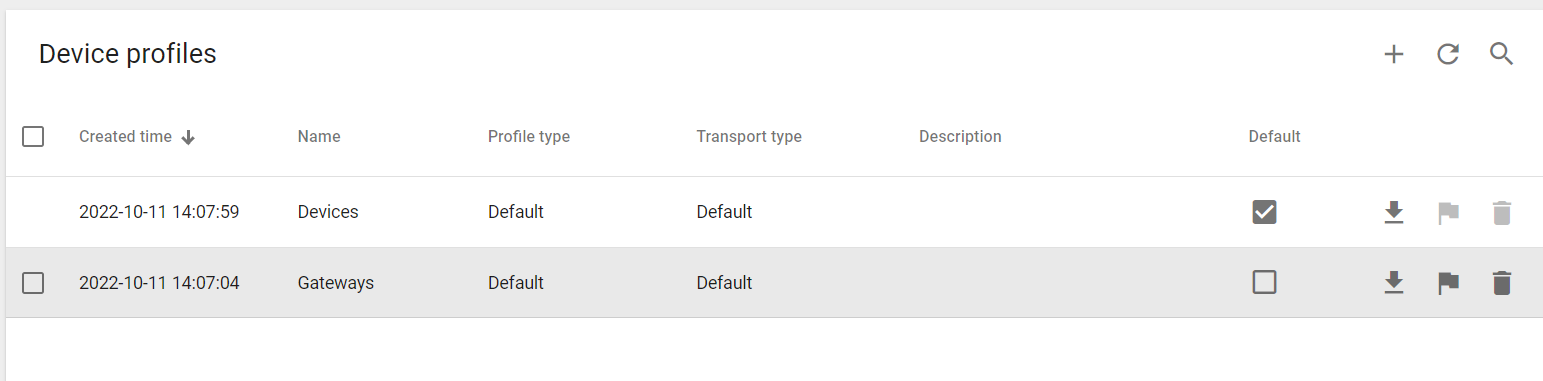 Device profiles
Created time Name Profile type Transport type Description Default
2022-10-11 14:07:59 Devices Default Default
2022-10-11 14:07:04 Gateways Default Default